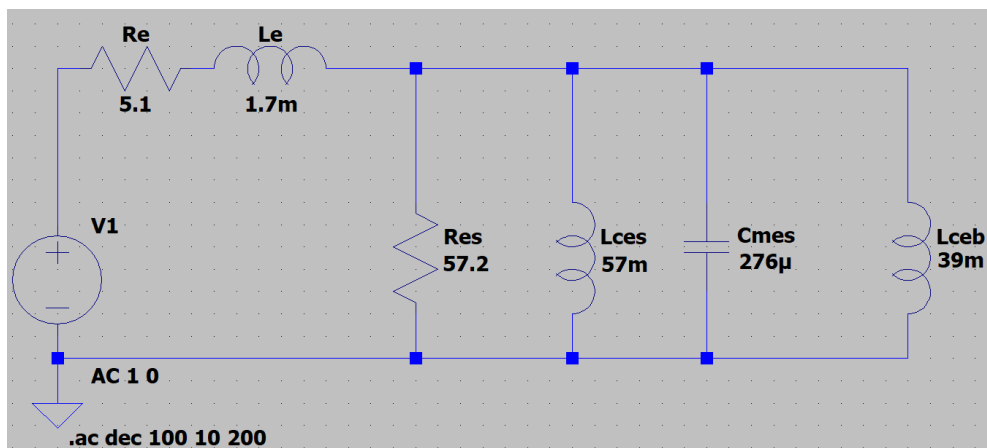 Re
Le
5.1
1.7m
V1
Res
57.2
Lces
57m
Cmes
276µ
Lceb
39m
AC 1 0
.ac dec 100 10 200